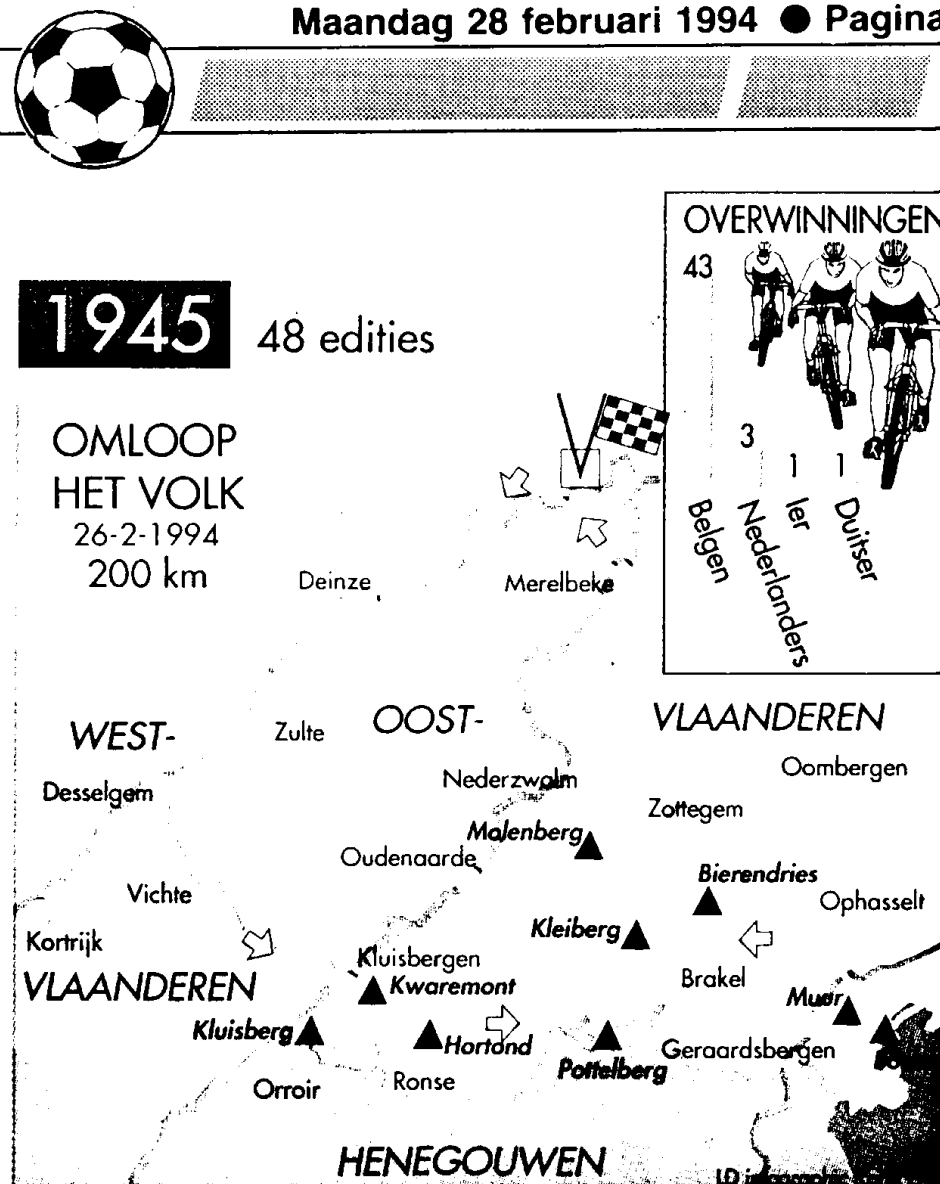 Maandag 28 februari 1994 ● Pagina
OVERWINNINGEN
43
3
1
1
Belgen
Nederlanders
Ier
Duitser
1945 48 edities
OMLOOP
HET VOLK
26-2-1994
200 km
Deinze
Merelbeke
WEST-
OOST-
VLAANDEREN
Zulte
Desselgem
Nederzwalm
Oombergen
Zottegem
Molenberg
Oudenaarde
Bierendries
Vichte
Ophasselt
Kleiberg
Kortrijk
Kluisbergen
VLAANDEREN
Kwaremont
Brakel
Muur
Kluisberg
Hortond
Pottelberg
Geraardsbergen
Orroir
Ronse
HENEGOUWEN
LD